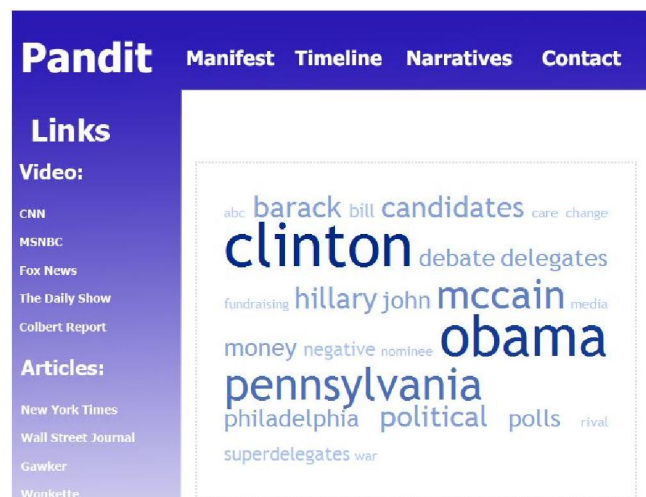 Pandit
Manifest Timeline Narratives Contact
Links
Video:
CNN
MSNBC
Fox News
The Daily Show
Colbert Report
Articles:
New York Times
Wall Street Journal
Gawker
Wonkette
abc barack bill candidates care change
clinton debate delegates
fundraising hillary john mccain media
money negative nominee obama
pennsylvania
philadelphia political polls rival
superdelegates war